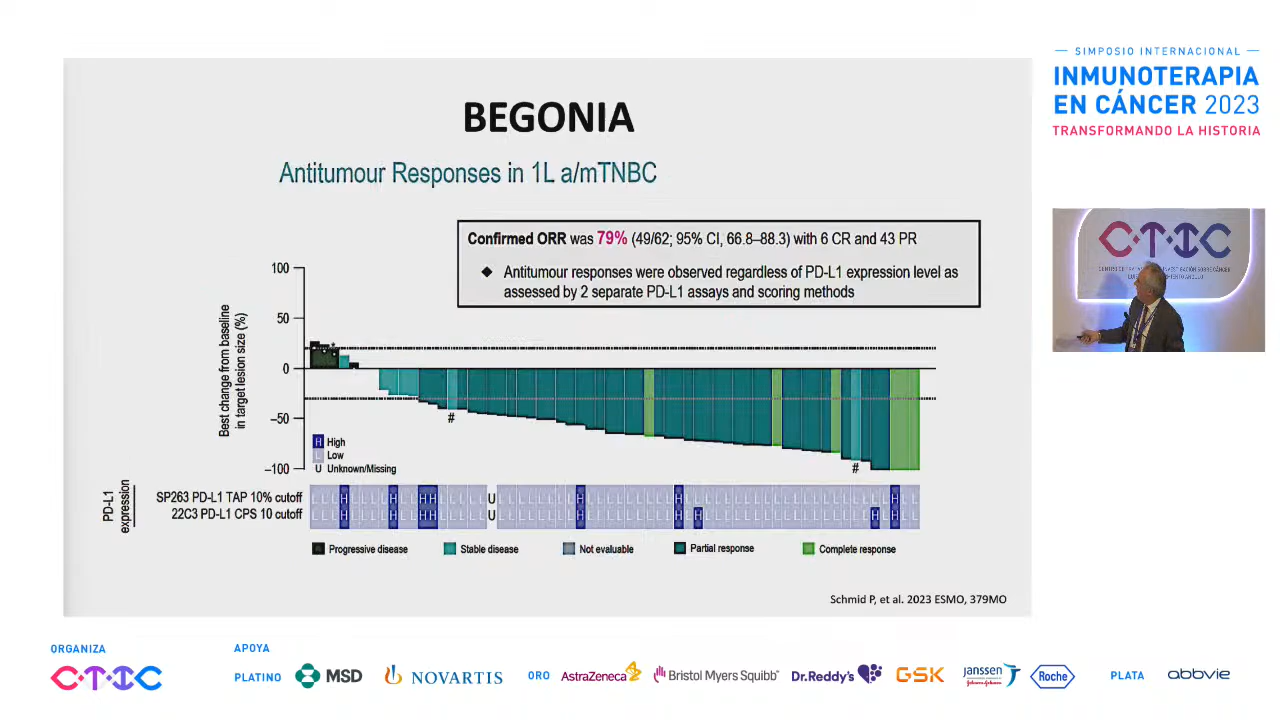 SIMPOSIO INTERNACIONAL
INMUNOTERAPIA
EN CÁNCER 2023
TRANSFORMANDO LA HISTORIA
BEGONIA
Antitumour Responses in 1L a/mTNBC
Confirmed ORR was 79% (49/62; 95% CI, 66.8–88.3) with 6 CR and 43 PR
◆ Antitumour responses were observed regardless of PD-L1 expression level as
assessed by 2 separate PD-L1 assays and scoring methods
Best change from baseline
in target lesion size (%)
100
50
0
−50
−100
#
#
H High
L Low
U Unknown/Missing
PD-L1
expression
SP263 PD-L1 TAP 10% cutoff
22C3 PD-L1 CPS 10 cutoff
Progressive disease
Stable disease
Not evaluable
Partial response
Complete response
Schmid P, et al. 2023 ESMO, 379MO
C·T·IC
ORGANIZA
C·T·IC
APOYA
PLATINO
MSD
NOVARTIS
ORO
AstraZeneca
Bristol Myers Squibb
Dr.Reddy's
GSK
Janssen
Johnson-Johnson
Roche
PLATA
abbvie